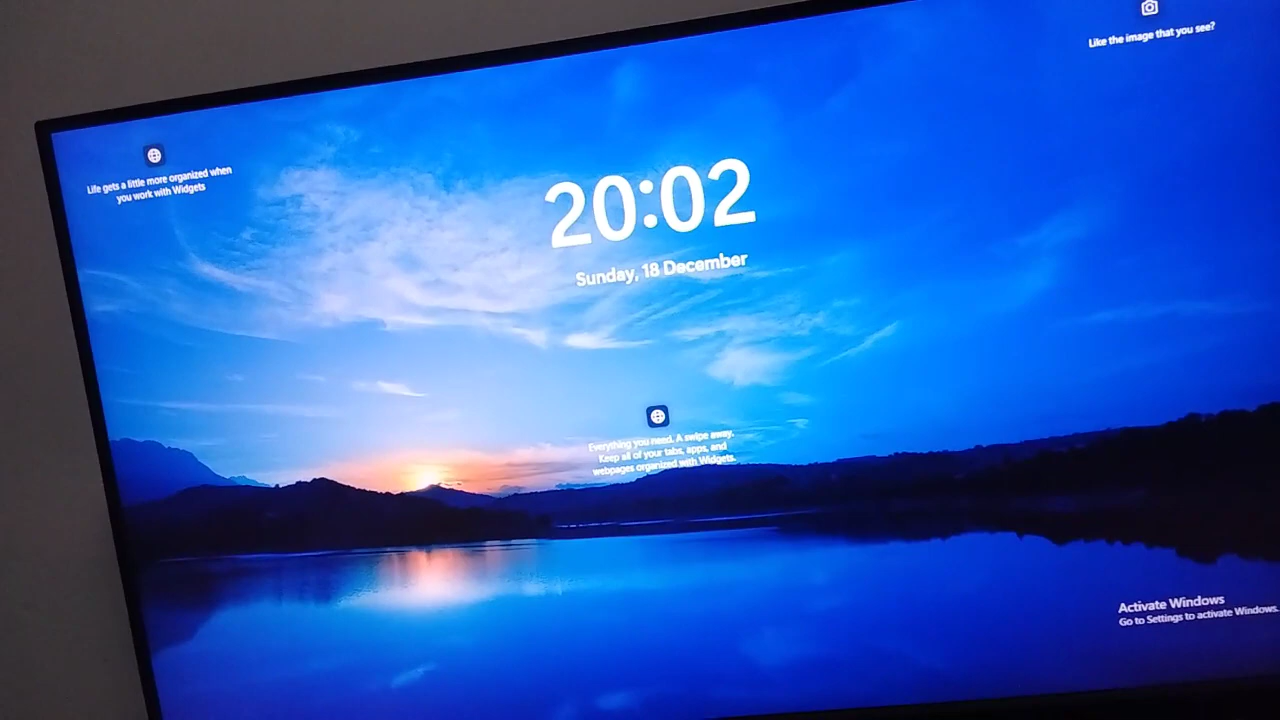 Like the image that you see?
Life gets a little more organized when
you work with Widgets
20:02
Sunday, 18 December
Everything you need. A swipe away.
Keep all of your tabs, apps, and
webpages organized with Widgets.
Activate Windows
Go to Settings to activate Windows.